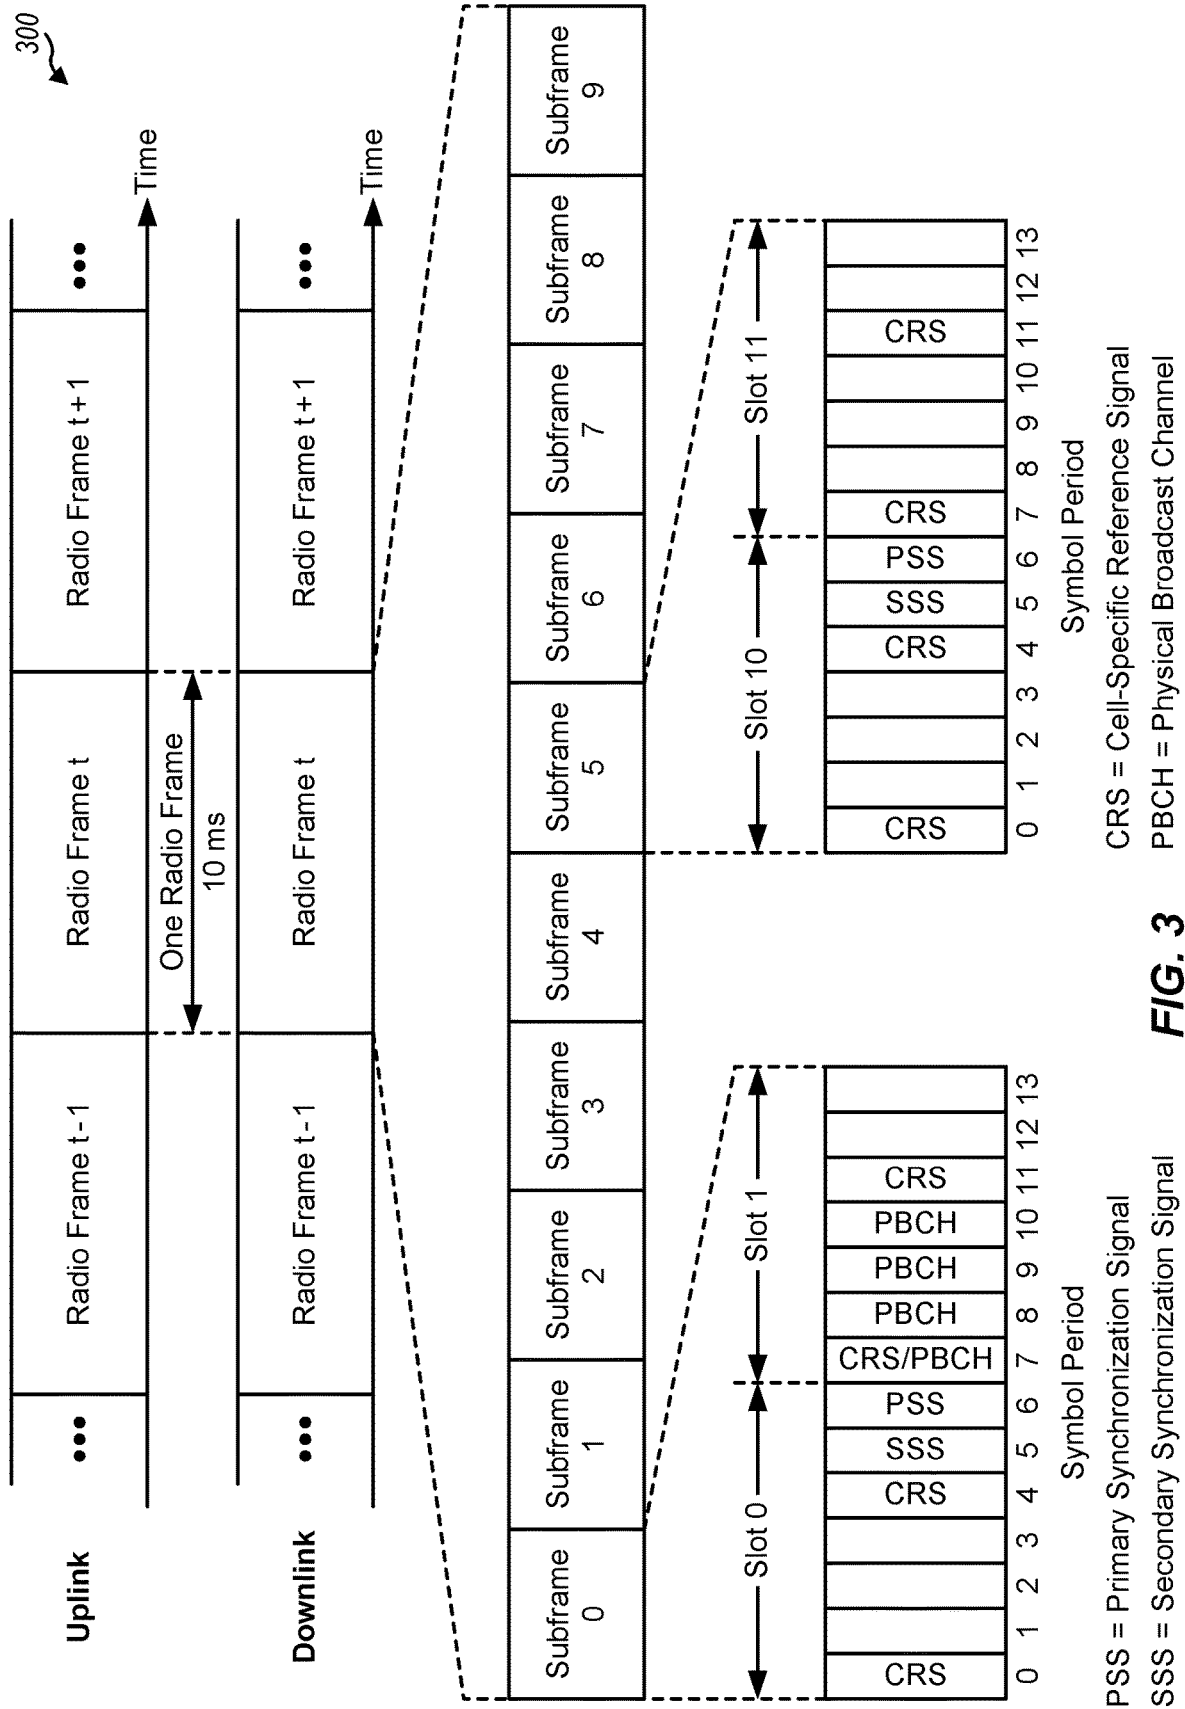 300
Uplink
••• Radio Frame t-1 Radio Frame t Radio Frame t+1 •••
Time
One Radio Frame
10 ms
Downlink
••• Radio Frame t-1 Radio Frame t Radio Frame t+1 •••
Time
Subframe 0
Subframe 1
Subframe 2
Subframe 3
Subframe 4
Subframe 5
Subframe 6
Subframe 7
Subframe 8
Subframe 9
Slot 0 Slot 1
CRS CRS SSS PSS CRS/PBCH PBCH PBCH PBCH CRS
0 1 2 3 4 5 6 7 8 9 10 11 12 13
Symbol Period
Slot 10 Slot 11
CRS CRS SSS PSS CRS CRS
0 1 2 3 4 5 6 7 8 9 10 11 12 13
Symbol Period
PSS = Primary Synchronization Signal
SSS = Secondary Synchronization Signal
CRS = Cell-Specific Reference Signal
PBCH = Physical Broadcast Channel
FIG. 3